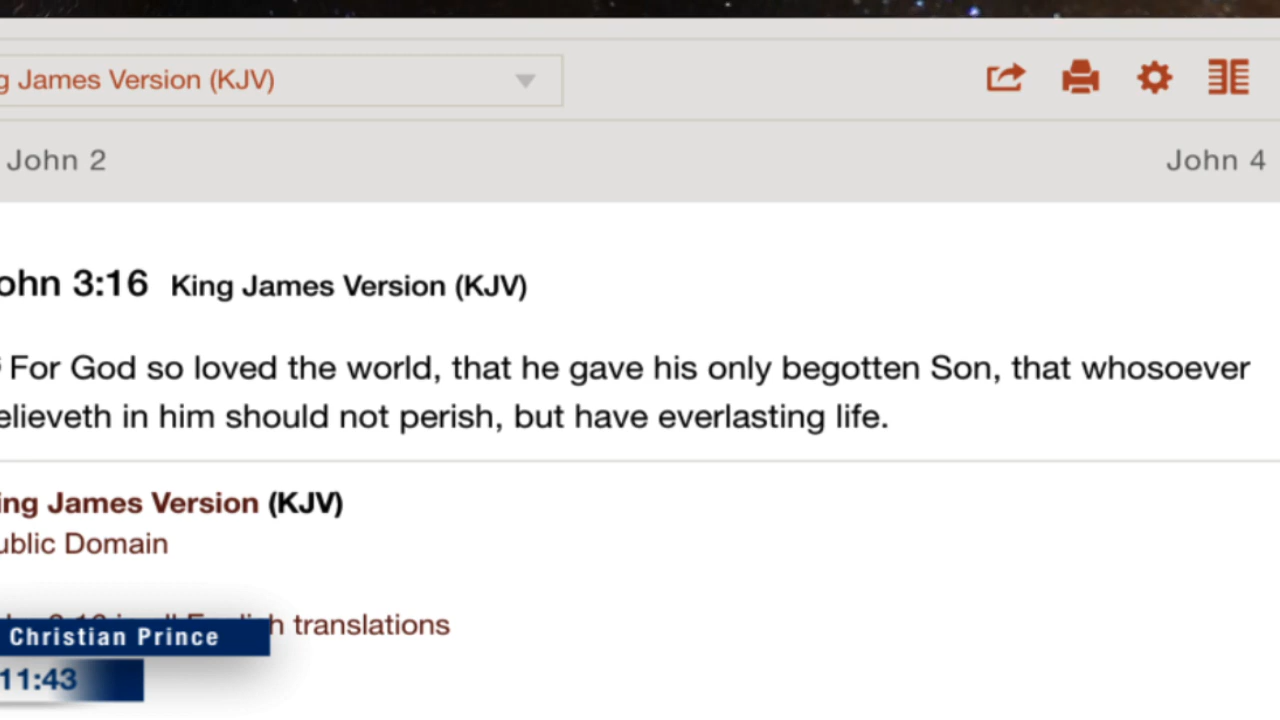 g James Version (KJV)
John 2
John 4
ohn 3:16 King James Version (KJV)
For God so loved the world, that he gave his only begotten Son, that whosoever
elieveth in him should not perish, but have everlasting life.
ing James Version (KJV)
ublic Domain
translations
Christian Prince
11:43